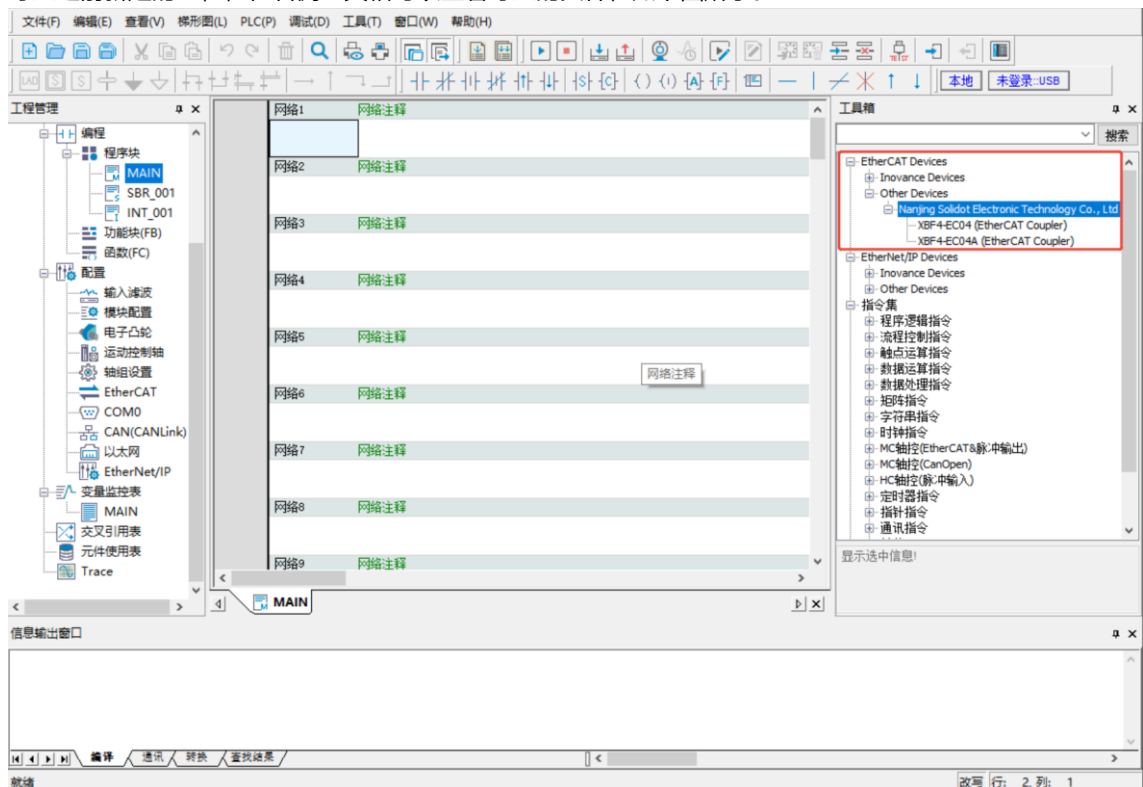 文件(F) 编辑(E) 查看(V) 梯形图(L) PLC(P) 调试(D) 工具(T) 窗口(W) 帮助(H)
LAD S S
S C A F
本地 未登录::USB
工程管理
编程
程序块
MAIN
SBR_001
INT_001
功能块(FB)
函数(FC)
配置
输入滤波
模块配置
电子凸轮
运动控制轴
轴组设置
EtherCAT
COM0
CAN(CANLink)
以太网
EtherNet/IP
变量监控表
MAIN
交叉引用表
元件使用表
Trace
网络1 网络注释
网络2 网络注释
网络3 网络注释
网络4 网络注释
网络5 网络注释
网络注释
网络6 网络注释
网络7 网络注释
网络8 网络注释
网络9 网络注释
MAIN
工具箱
搜索
EtherCAT Devices
Inovance Devices
Other Devices
Nanjing Solidot Electronic Technology Co., Ltd
XBF4-EC04 (EtherCAT Coupler)
XBF4-EC04A (EtherCAT Coupler)
EtherNet/IP Devices
Inovance Devices
Other Devices
指令集
程序逻辑指令
流程控制指令
触点运算指令
数据运算指令
数据处理指令
矩阵指令
字符串指令
时钟指令
MC轴控(EtherCAT&脉冲输出)
MC轴控(CanOpen)
HC轴控(脉冲输入)
定时器指令
指针指令
通讯指令
显示选中信息!
信息输出窗口
编译 通讯 转换 查找结果
就绪
改写 行: 2, 列: 1